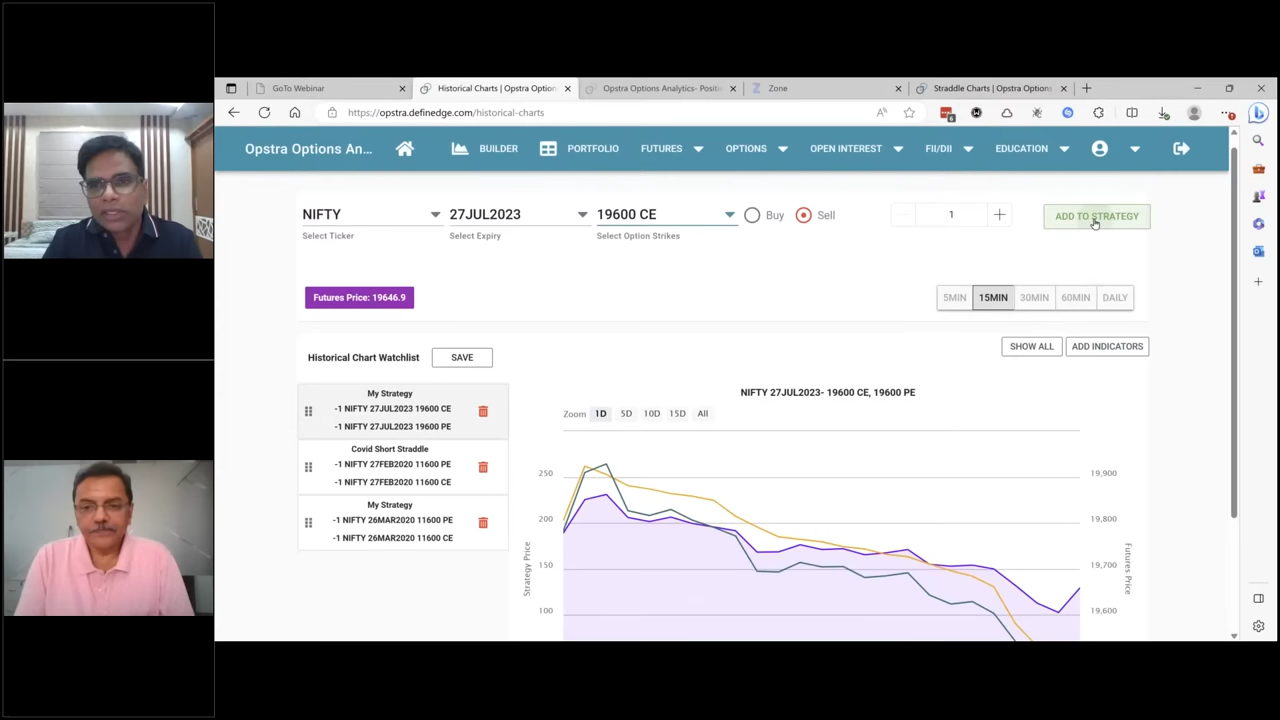 GoTo Webinar
Historical Charts | Opstra Option
Opstra Options Analytics- Positi
Zone
Straddle Charts | Opstra Options
https://opstra.definedge.com/historical-charts
Opstra Options An...
BUILDER
PORTFOLIO
FUTURES
OPTIONS
OPEN INTEREST
FII/DII
EDUCATION
NIFTY
27JUL2023
19600 CE
Buy
Sell
1
ADD TO STRATEGY
Select Ticker
Select Expiry
Select Option Strikes
Futures Price: 19646.9
5MIN
15MIN
30MIN
60MIN
DAILY
Historical Chart Watchlist
SAVE
SHOW ALL
ADD INDICATORS
My Strategy
-1 NIFTY 27JUL2023 19600 CE
-1 NIFTY 27JUL2023 19600 PE
Covid Short Straddle
-1 NIFTY 27FEB2020 11600 PE
-1 NIFTY 27FEB2020 11600 CE
My Strategy
-1 NIFTY 26MAR2020 11600 PE
-1 NIFTY 26MAR2020 11600 CE
NIFTY 27JUL2023- 19600 CE, 19600 PE
Zoom
1D
5D
10D
15D
All
250
200
150
100
Strategy Price
19,900
19,800
19,700
19,600
Futures Price